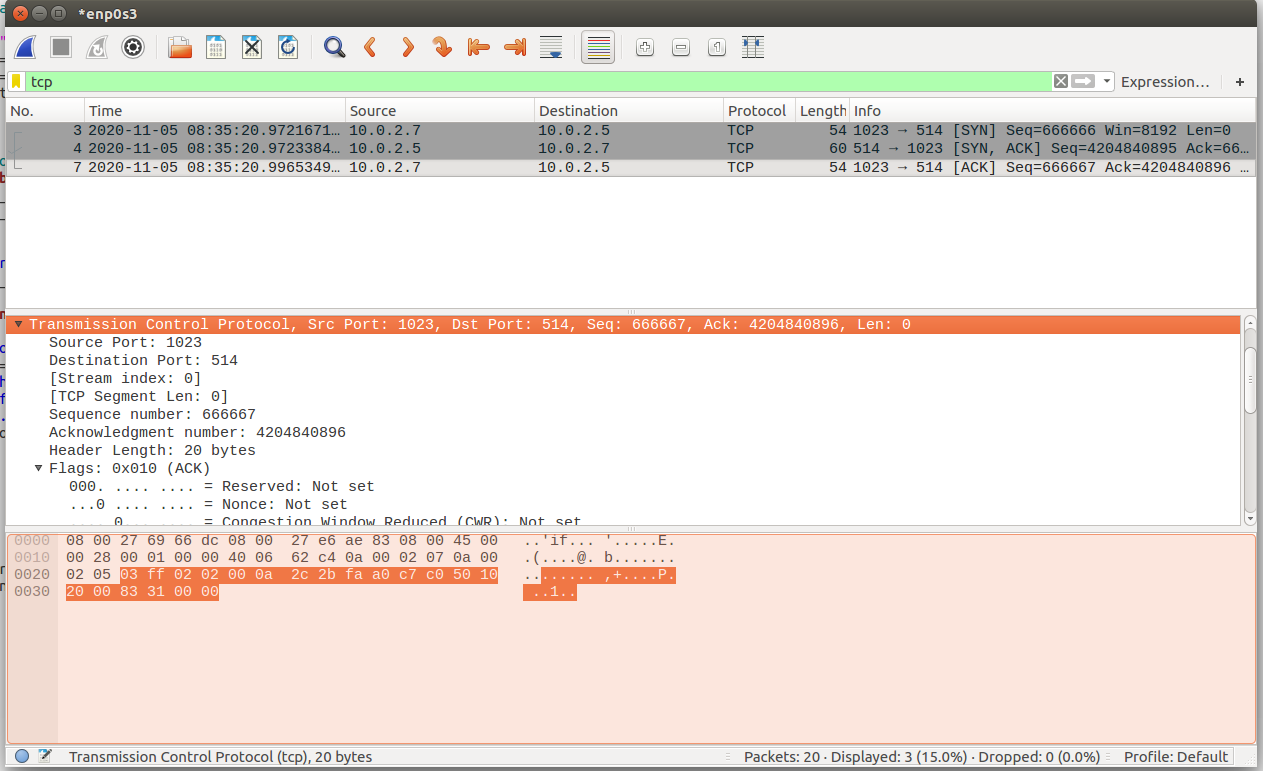 *enp0s3
tcp
Expression… +
No. Time Source Destination Protocol Length Info
3 2020-11-05 08:35:20.9721671… 10.0.2.7 10.0.2.5 TCP 54 1023 → 514 [SYN] Seq=666666 Win=8192 Len=0
4 2020-11-05 08:35:20.9723384… 10.0.2.5 10.0.2.7 TCP 60 514 → 1023 [SYN, ACK] Seq=4204840895 Ack=66…
7 2020-11-05 08:35:20.9965349… 10.0.2.7 10.0.2.5 TCP 54 1023 → 514 [ACK] Seq=666667 Ack=4204840896 …
Transmission Control Protocol, Src Port: 1023, Dst Port: 514, Seq: 666667, Ack: 4204840896, Len: 0
Source Port: 1023
Destination Port: 514
[Stream index: 0]
[TCP Segment Len: 0]
Sequence number: 666667
Acknowledgment number: 4204840896
Header Length: 20 bytes
Flags: 0x010 (ACK)
000. .... .... = Reserved: Not set
...0 .... .... = Nonce: Not set
.... 0... .... = Congestion Window Reduced (CWR): Not set
0000 08 00 27 69 66 dc 08 00 27 e6 ae 83 08 00 45 00 ..'if... '.....E.
0010 00 28 00 01 00 00 40 06 62 c4 0a 00 02 07 0a 00 .(....@. b.......
0020 02 05 03 ff 02 02 00 0a 2c 2b fa a0 c7 c0 50 10 ........ ,+....P.
0030 20 00 83 31 00 00 ..1..
Transmission Control Protocol (tcp), 20 bytes Packets: 20 · Displayed: 3 (15.0%) · Dropped: 0 (0.0%) Profile: Default